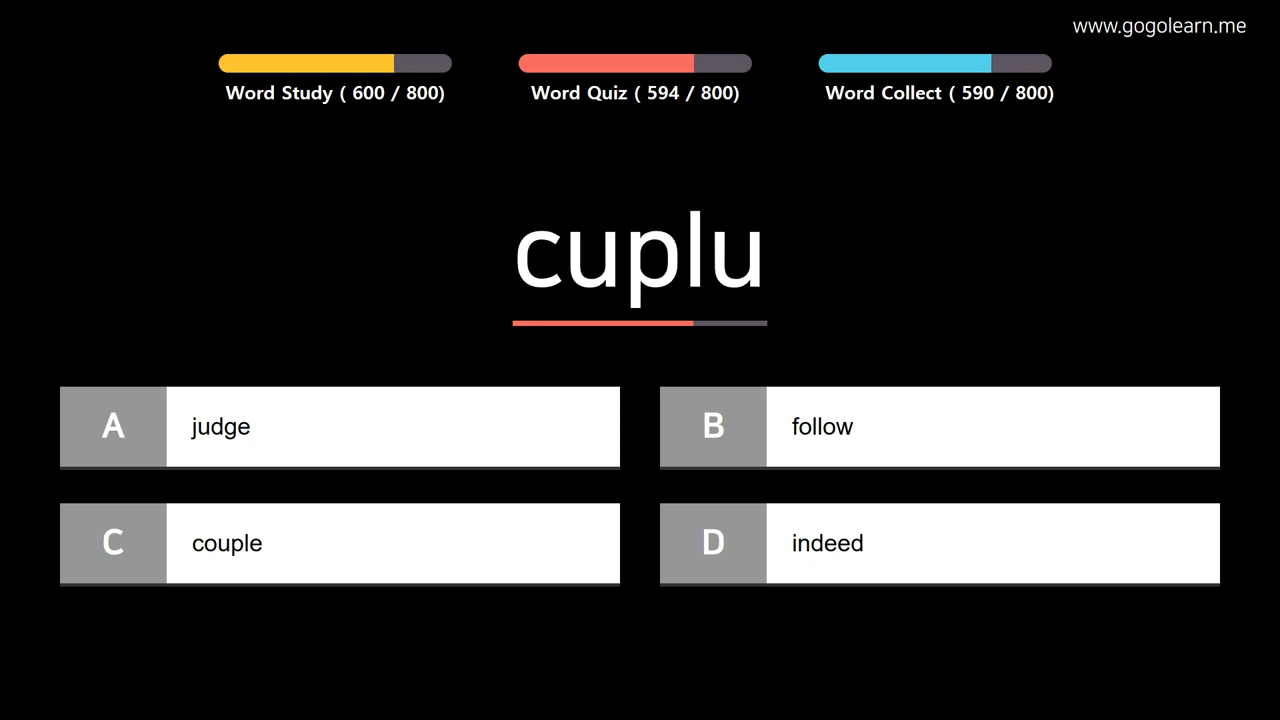 www.gogolearn.me
Word Study ( 600 / 800)
Word Quiz ( 594 / 800)
Word Collect ( 590 / 800)
cuplu
A judge
B follow
C couple
D indeed